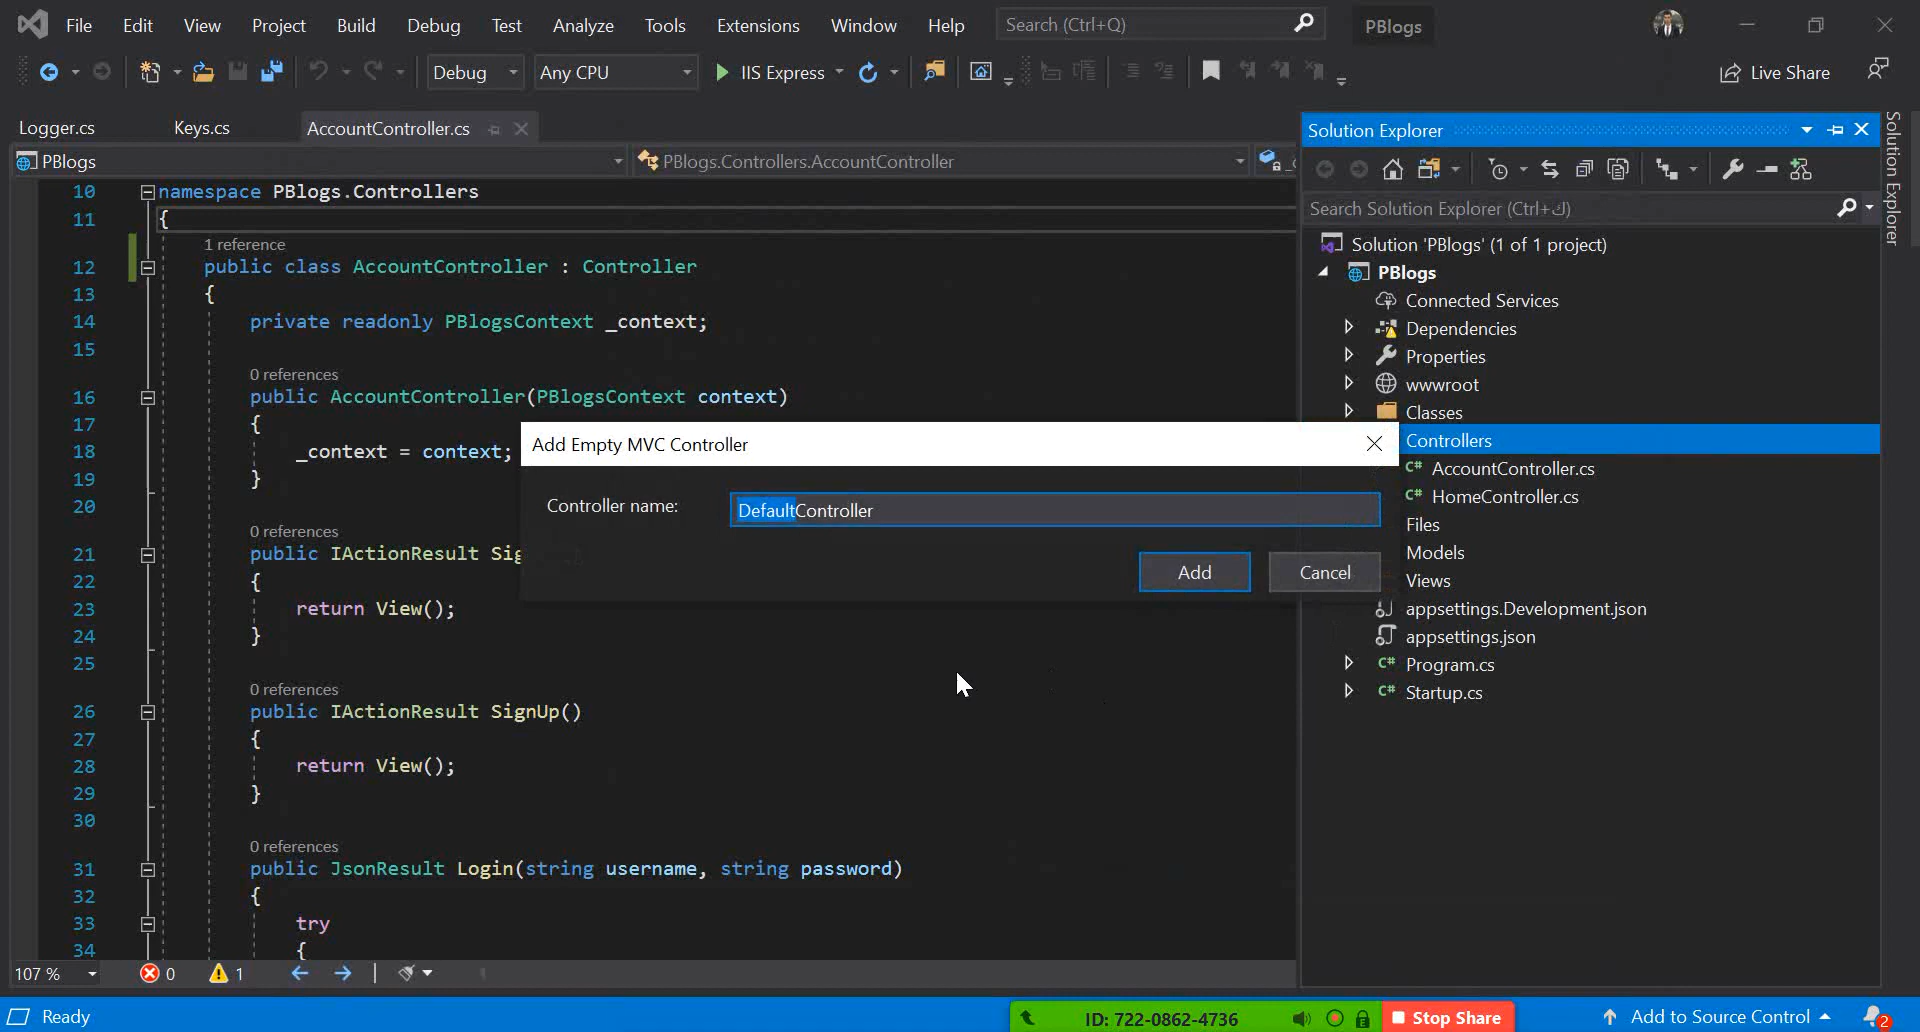 File Edit View Project Build Debug Test Analyze Tools Extensions Window Help Search (Ctrl+Q) PBlogs
Debug Any CPU IIS Express Live Share
Logger.cs Keys.cs AccountController.cs
PBlogs PBlogs.Controllers.AccountController
10 namespace PBlogs.Controllers
11 {
1 reference
12 public class AccountController : Controller
13 {
14 private readonly PBlogsContext _context;
15
0 references
16 public AccountController(PBlogsContext context)
17 {
18 _context = context;
19 }
20
0 references
21 public IActionResult Sig
22 {
23 return View();
24 }
25
0 references
26 public IActionResult SignUp()
27 {
28 return View();
29 }
30
0 references
31 public JsonResult Login(string username, string password)
32 {
33 try
34 {
107 % 0 1
Add Empty MVC Controller
Controller name: DefaultController
Add Cancel
Solution Explorer
Search Solution Explorer (Ctrl+ك)
Solution 'PBlogs' (1 of 1 project)
PBlogs
Connected Services
Dependencies
Properties
wwwroot
Classes
Controllers
C# AccountController.cs
C# HomeController.cs
Files
Models
Views
appsettings.Development.json
appsettings.json
C# Program.cs
C# Startup.cs
Solution Explorer
Ready ID: 722-0862-4736 Stop Share Add to Source Control 2